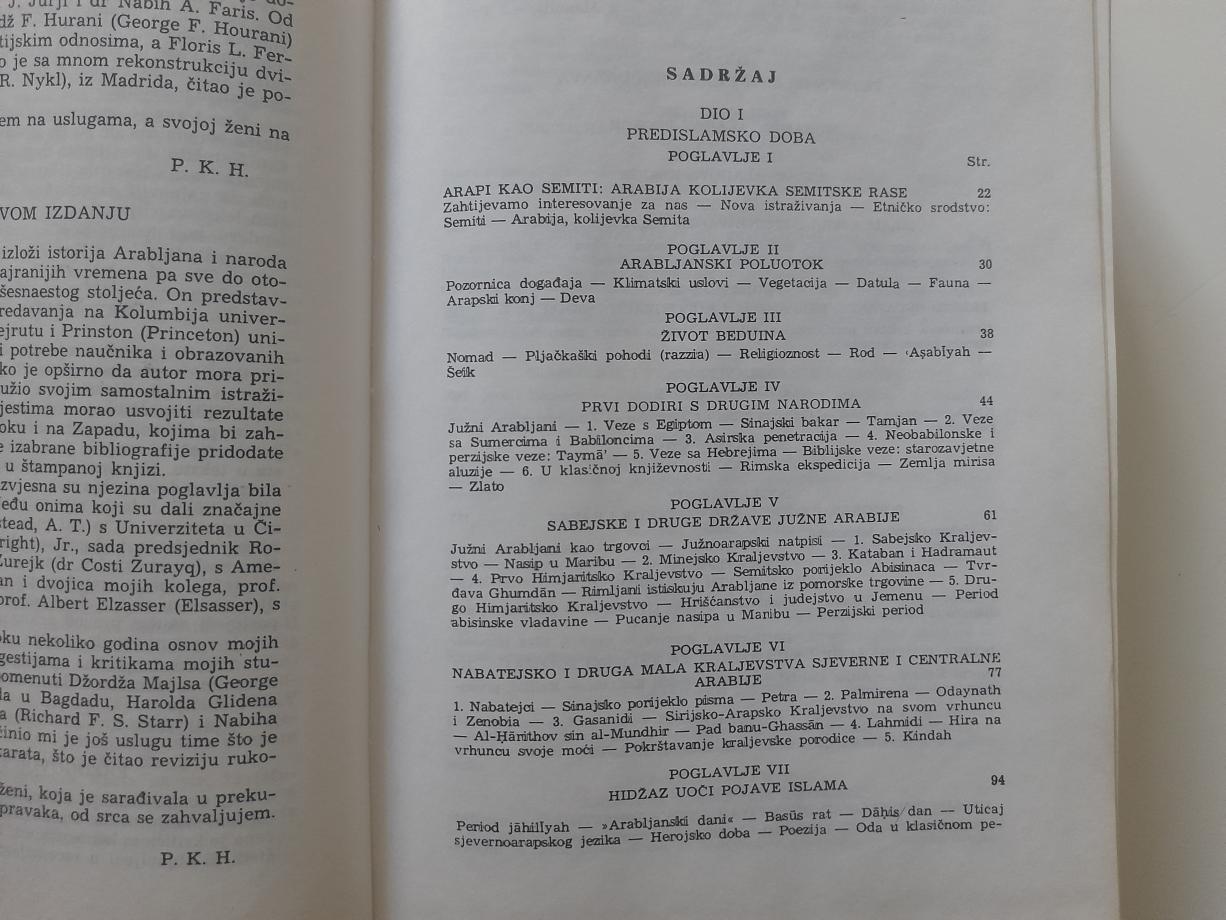 J. Jurji i dr Nabih A. Faris. Od
dž F. Hurani (George F. Hourani)
tijskim odnosima, a Floris L. Fer-
o je sa mnom rekonstrukciju dvi-
R. Nykl), iz Madrida, čitao je po-
em na uslugama, a svojoj ženi na
P. K. H.
VOM IZDANJU
izloži istorija Arabljana i naroda
ajranijih vremena pa sve do oto-
šesnaestog stoljeća. On predstav-
redavanja na Kolumbija univer-
ejrutu i Prinston (Princeton) uni-
i potrebe naučnika i obrazovanih
ko je opširno da autor mora pri-
užio svojim samostalnim istraži-
jestima morao usvojiti rezultate
oku i na Zapadu, kojima bi zah-
e izabrane bibliografije pridodate
u štampanoj knjizi.
zvjesna su njezina poglavlja bila
eđu onima koji su dali značajne
stead, A. T.) s Univerziteta u Či-
right), Jr., sada predsjednik Ro-
Zurejk (dr Costi Zurayq), s Ame-
an i dvojica mojih kolega, prof.
prof. Albert Elzasser (Elsasser), s
oku nekoliko godina osnov mojih
gestijama i kritikama mojih stu-
omenuti Džordža Majlsa (George
la u Bagdadu, Harolda Glidena
a (Richard F. S. Starr) i Nabiha
činio mi je još uslugu time što je
karata, što je čitao reviziju ruko-
ženi, koja je sarađivala u preku-
pravaka, od srca se zahvaljujem.
P. K. H.
SADRŽAJ
DIO I
PREDISLAMSKO DOBA
POGLAVLJE I
Str.
ARAPI KAO SEMITI: ARABIJA KOLIJEVKA SEMITSKE RASE 22
Zahtijevamo interesovanje za nas — Nova istraživanja — Etničko srodstvo:
Semiti — Arabija, kolijevka Semita
POGLAVLJE II
ARABLJANSKI POLUOTOK 30
Pozornica događaja — Klimatski uslovi — Vegetacija — Datula — Fauna —
Arapski konj — Deva
POGLAVLJE III
ŽIVOT BEDUINA 38
Nomad — Pljačkaški pohodi (razzia) — Religioznost — Rod — ‹Aṣabīyah —
Šeik
POGLAVLJE IV
PRVI DODIRI S DRUGIM NARODIMA 44
Južni Arabljani — 1. Veze s Egiptom — Sinajski bakar — Tamjan — 2. Veze
sa Sumercima i Babiloncima — 3. Asirska penetracija — 4. Neobabilonske i
perzijske veze: Taymā' — 5. Veze sa Hebrejima — Biblijske veze: starozavjetne
aluzije — 6. U klasičnoj književnosti — Rimska ekspedicija — Zemlja mirisa
— Zlato
POGLAVLJE V
SABEJSKE I DRUGE DRŽAVE JUŽNE ARABIJE 61
Južni Arabljani kao trgovci — Južnoarapski natpisi — 1. Sabejsko Kraljev-
stvo — Nasip u Maribu — 2. Minejsko Kraljevstvo — 3. Kataban i Hadramaut
— 4. Prvo Himjaritsko Kraljevstvo — Semitsko porijeklo Abisinaca — Tvr-
đava Ghumdān — Rimljani istiskuju Arabljane iz pomorske trgovine — 5. Dru-
go Himjaritsko Kraljevstvo — Hrišćanstvo i judejstvo u Jemenu — Period
abisinske vladavine — Pucanje nasipa u Maribu — Perzijski period
POGLAVLJE VI
NABATEJSKO I DRUGA MALA KRALJEVSTVA SJEVERNE I CENTRALNE
ARABIJE 77
1. Nabatejci — Sinajsko porijeklo pisma — Petra — 2. Palmirena — Odaynath
i Zenobia — 3. Gasanidi — Sirijsko-Arapsko Kraljevstvo na svom vrhuncu
— Al-Ḥārithov sin al-Mundhir — Pad banu-Ghassān — 4. Lahmidi — Hira na
vrhuncu svoje moći — Pokrštavanje kraljevske porodice — 5. Kindah
POGLAVLJE VII
HIDŽAZ UOČI POJAVE ISLAMA 94
Period jāhilīyah — »Arabljanski dani« — Basūs rat — Dāḥis dan — Uticaj
sjevernoarapskog jezika — Herojsko doba — Poezija — Oda u klasičnom pe-